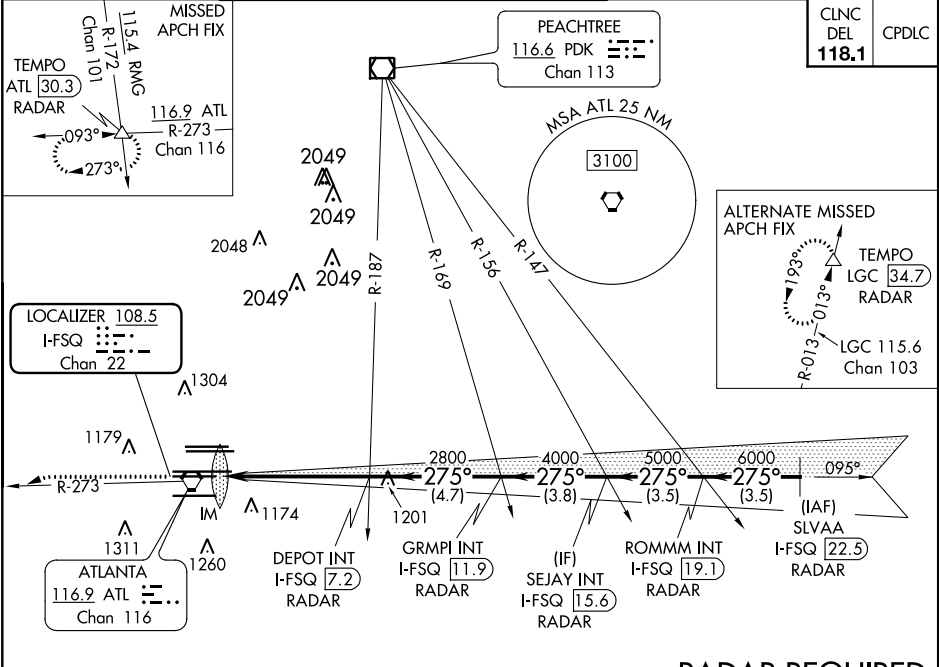 MISSED
APCH FIX
115.4 RMG
R-172
Chan 101
TEMPO
ATL 30.3
RADAR
116.9 ATL
R-273
Chan 116
093°
273°
PEACHTREE
116.6 PDK
Chan 113
CLNC
DEL
118.1
CPDLC
MSA ATL 25 NM
3100
2049
2049
2048
2049
2049
R-187
R-169
R-156
R-147
ALTERNATE MISSED
APCH FIX
TEMPO
LGC 34.7
RADAR
193°
013°
R-013
LGC 115.6
Chan 103
LOCALIZER 108.5
I-FSQ
Chan 22
1304
1179
R-273
IM
1174
1201
1311
1260
2800
275°
(4.7)
4000
275°
(3.8)
5000
275°
(3.5)
6000
275°
(3.5)
095°
ATLANTA
116.9 ATL
Chan 116
DEPOT INT
I-FSQ 7.2
RADAR
GRMPI INT
I-FSQ 11.9
RADAR
(IF)
SEJAY INT
I-FSQ 15.6
RADAR
ROMMM INT
I-FSQ 19.1
RADAR
(IAF)
SLVAA
I-FSQ 22.5
RADAR
RADAR REQUIRED